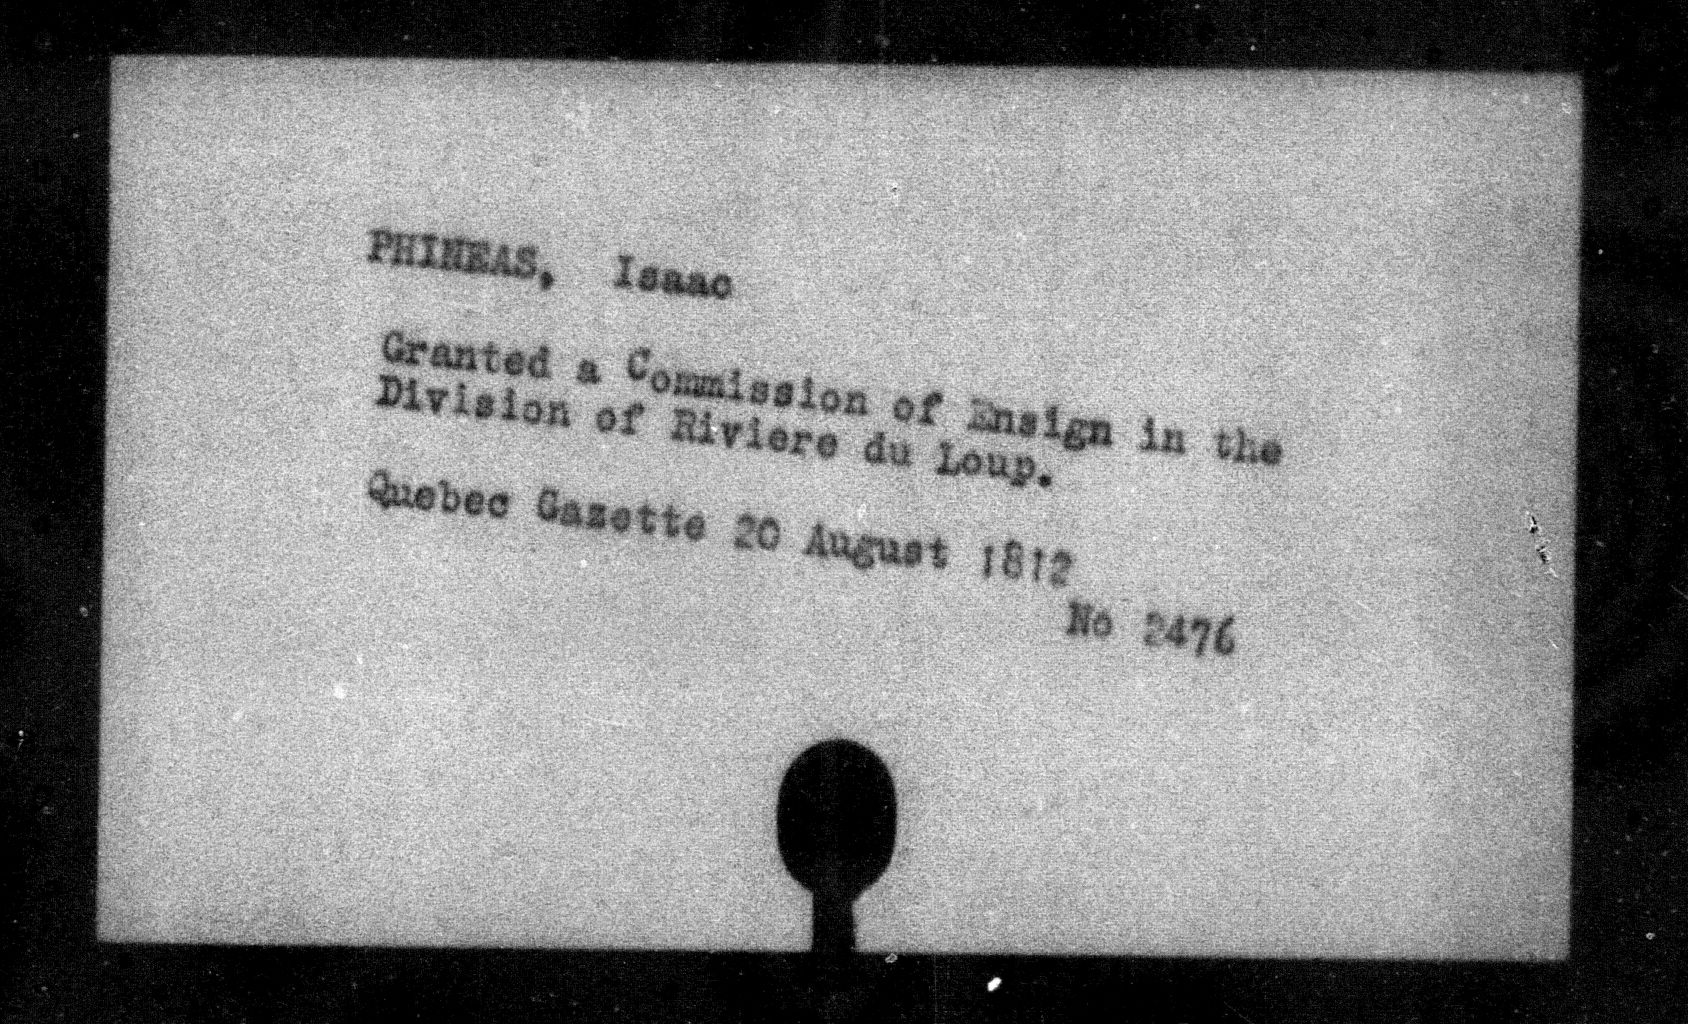 PHINEAS, Isaac
Granted a Commission of Ensign in the
Division of Riviere du Loup.
Quebec Gazette 20 August 1812
No 2476